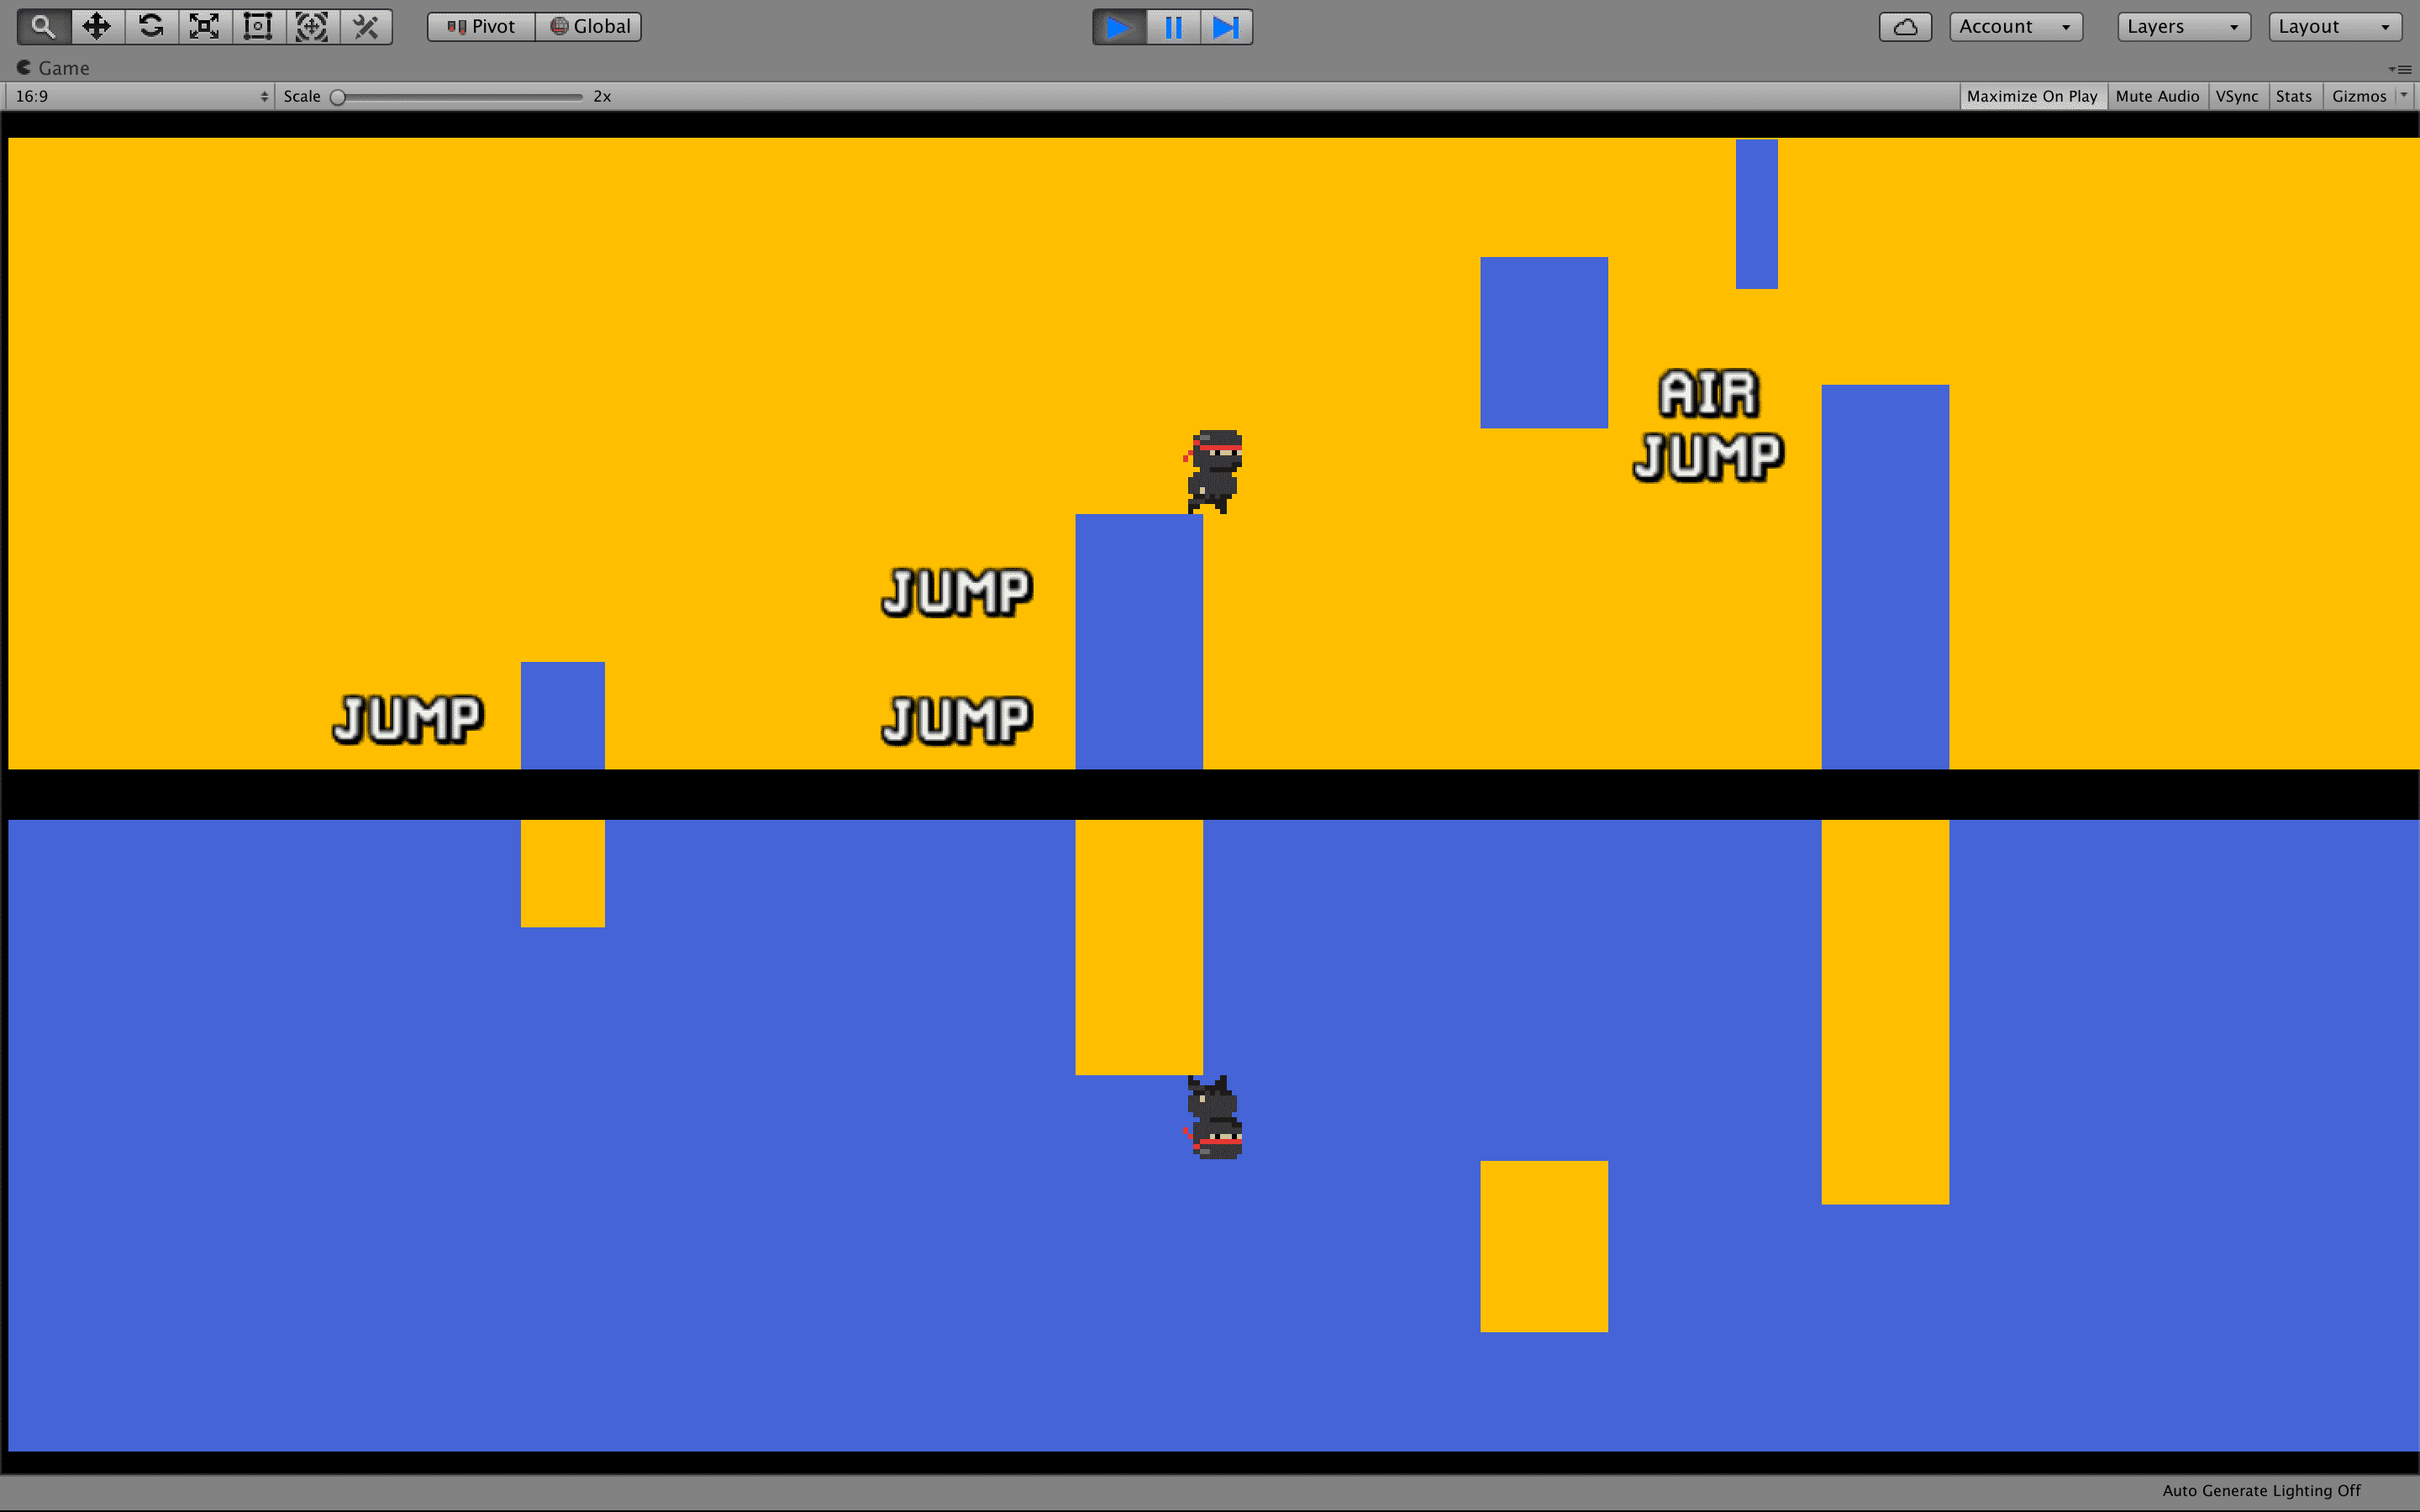 Pivot Global Account Layers Layout
Game
16:9 Scale 2x Maximize On Play Mute Audio VSync Stats Gizmos
AIR
JUMP
JUMP
JUMP JUMP
Auto Generate Lighting Off